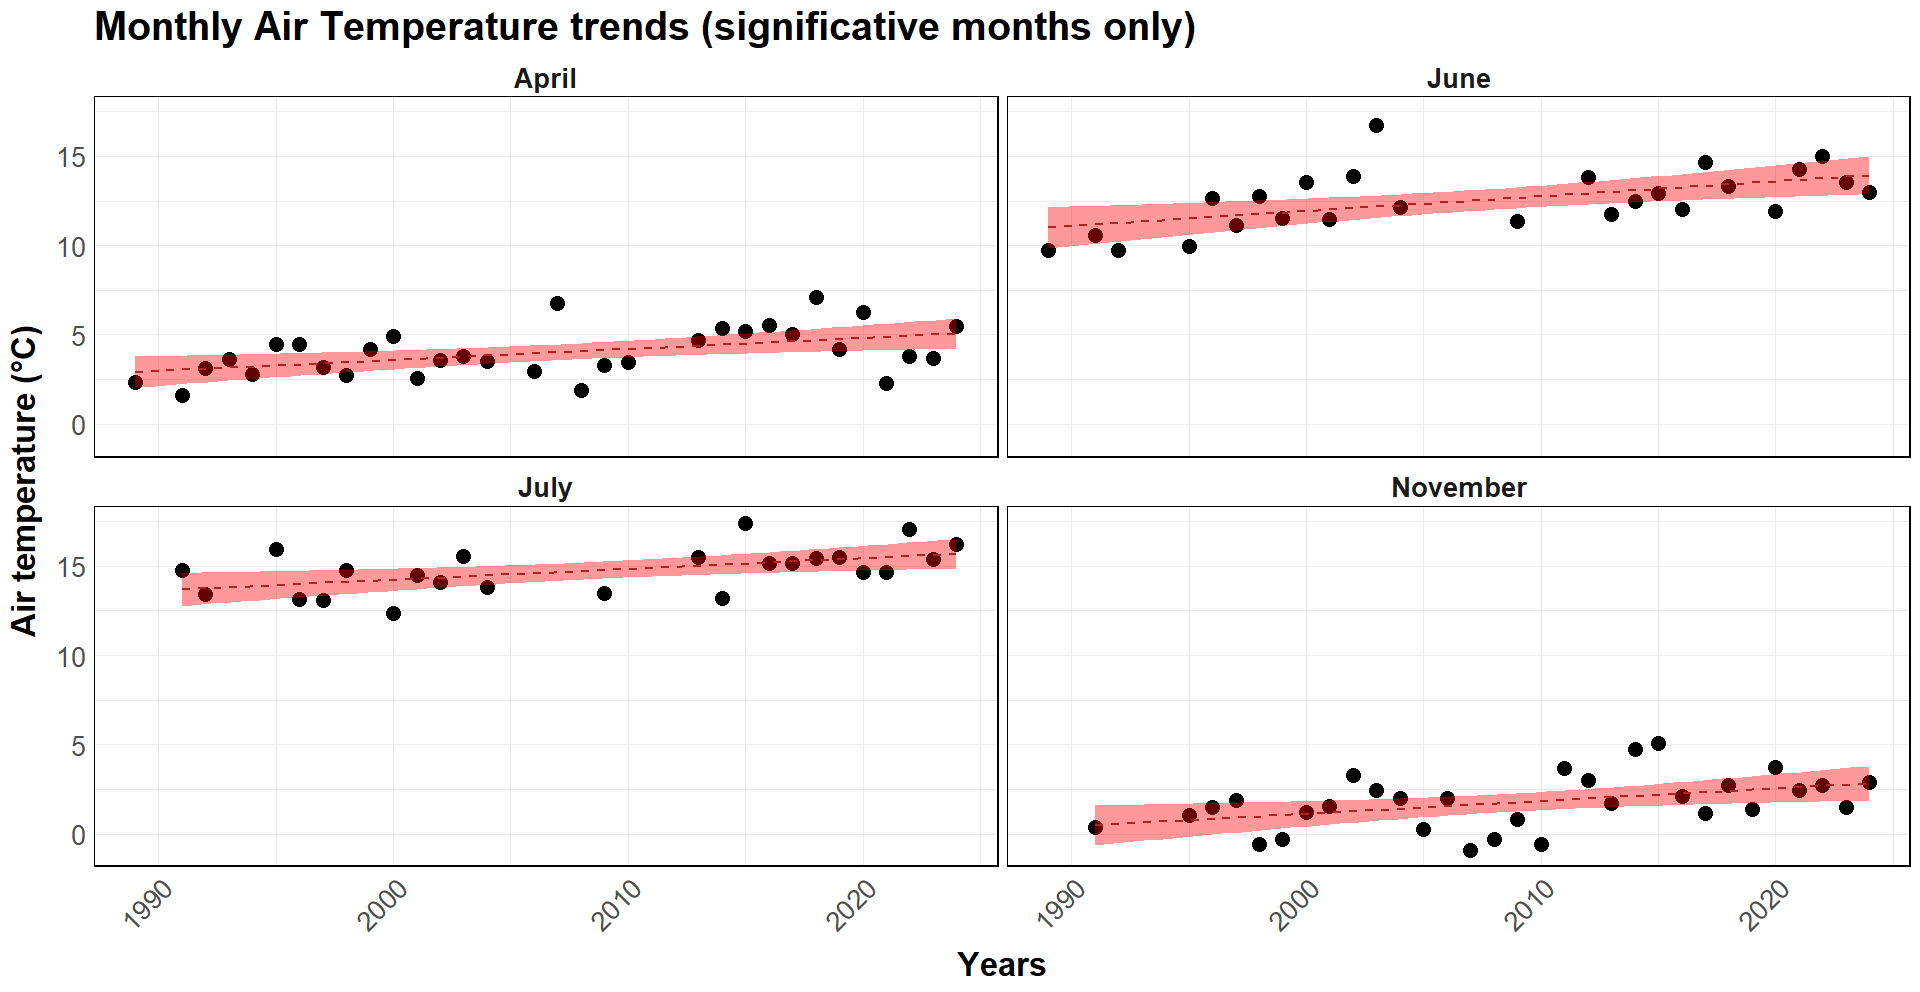 Monthly Air Temperature trends (significative months only)
April
June
15
10
5
0
July
November
15
10
5
0
1990
2000
2010
2020
1990
2000
2010
2020
Air temperature (°C)
Years